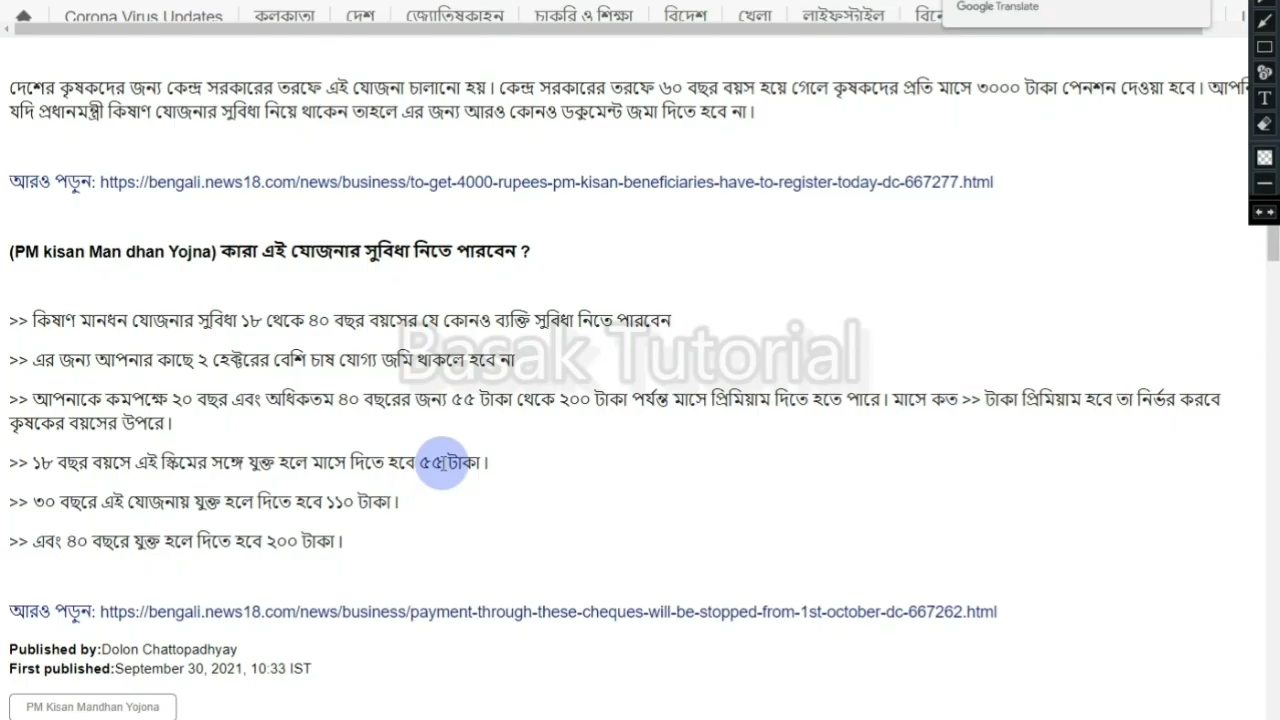 Google Translate
Corona Virus Updates কলকাতা দেশ জ্যোতিষকাহন চাকরি ও শিক্ষা বিদেশ খেলা লাইফস্টাইল
দেশের কৃষকদের জন্য কেন্দ্র সরকারের তরফে এই যোজনা চালানো হয়। কেন্দ্র সরকারের তরফে ৬০ বছর বয়স হয়ে গেলে কৃষকদের প্রতি মাসে ৩০০০ টাকা পেনশন দেওয়া হবে।
যদি প্রধানমন্ত্রী কিষাণ যোজনার সুবিধা নিয়ে থাকেন তাহলে এর জন্য আরও কোনও ডকুমেন্ট জমা দিতে হবে না।
আরও পড়ুন: https://bengali.news18.com/news/business/to-get-4000-rupees-pm-kisan-beneficiaries-have-to-register-today-dc-667277.html
(PM kisan Man dhan Yojna) কারা এই যোজনার সুবিধা নিতে পারবেন ?
>> কিষাণ মানধন যোজনার সুবিধা ১৮ থেকে ৪০ বছর বয়সের যে কোনও ব্যক্তি সুবিধা নিতে পারবেন
Basak Tutorial
>> এর জন্য আপনার কাছে ২ হেক্টরের বেশি চাষ যোগ্য জমি থাকলে হবে না
>> আপনাকে কমপক্ষে ২০ বছর এবং অধিকতম ৪০ বছরের জন্য ৫৫ টাকা থেকে ২০০ টাকা পর্যন্ত মাসে প্রিমিয়াম দিতে হতে পারে। মাসে কত >> টাকা প্রিমিয়াম হবে তা নির্ভর করবে
কৃষকের বয়সের উপরে।
>> ১৮ বছর বয়সে এই স্কিমের সঙ্গে যুক্ত হলে মাসে দিতে হবে ৫৫ টাকা।
>> ৩০ বছরে এই যোজনায় যুক্ত হলে দিতে হবে ১১০ টাকা।
>> এবং ৪০ বছরে যুক্ত হলে দিতে হবে ২০০ টাকা।
আরও পড়ুন: https://bengali.news18.com/news/business/payment-through-these-cheques-will-be-stopped-from-1st-october-dc-667262.html
Published by:Dolon Chattopadhyay
First published:September 30, 2021, 10:33 IST
PM Kisan Mandhan Yojona